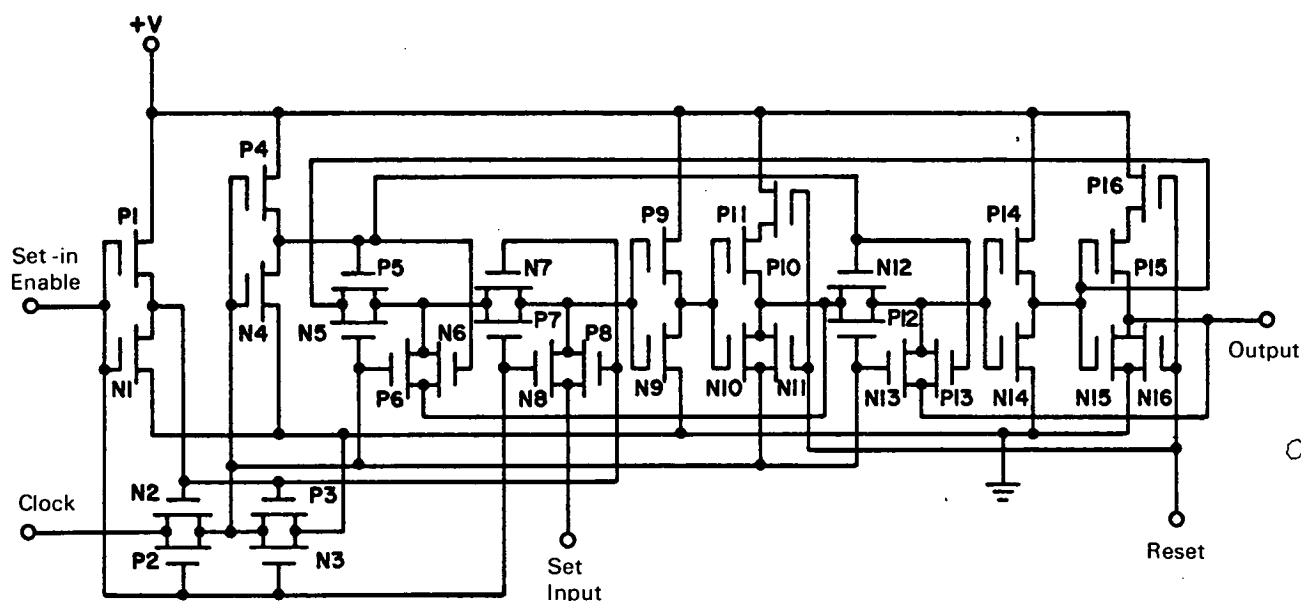 +V
P4
P1
P9
P11
P14
P16
Set-in
Enable
N7
P5
P10
N12
P15
N4
N5
N6
P7
P8
P12
Output
N1
P6
N8
N9
N10
N11
N13
P13
N14
N15
N16
Clock
N2
P3
P2
N3
Set
Input
Reset